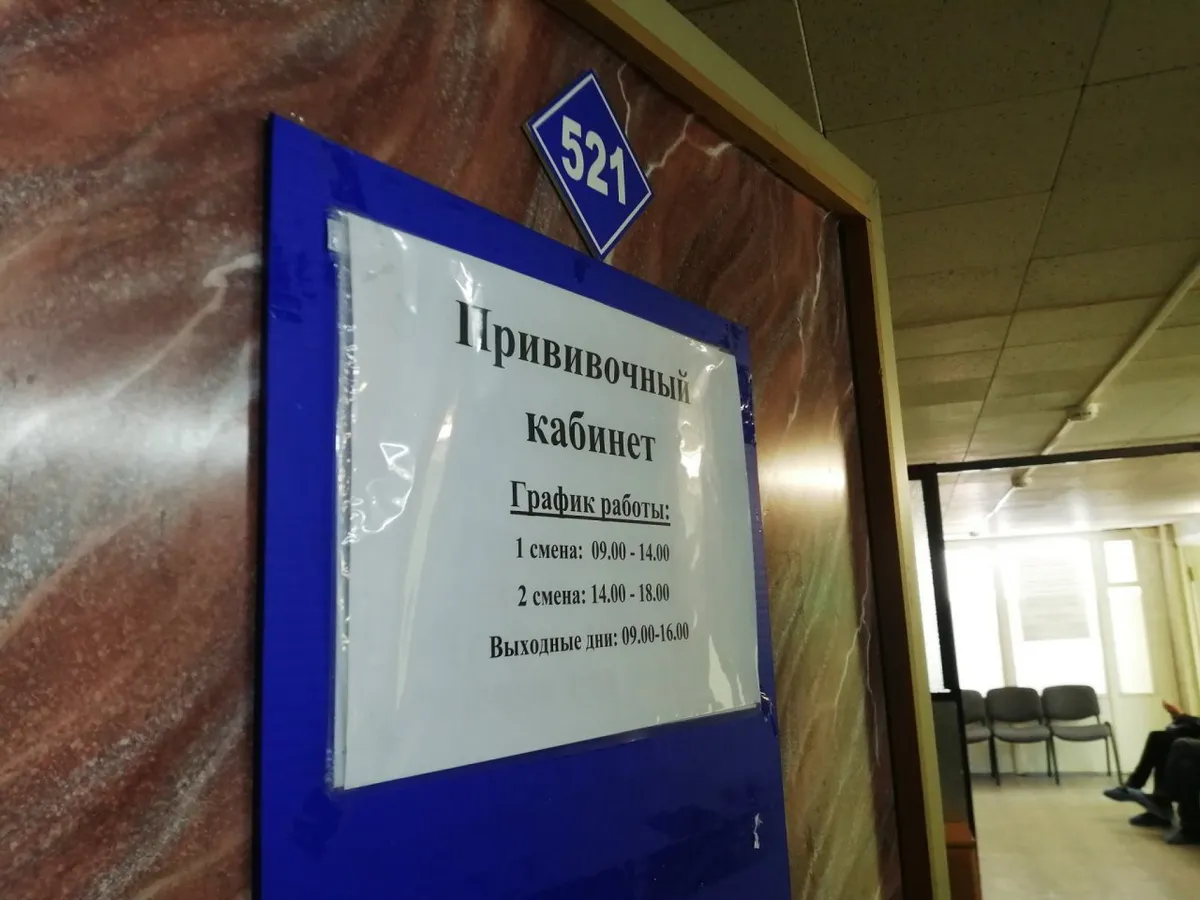 521
Прививочный
кабинет
График работы:
1 смена: 09.00 - 14.00
2 смена: 14.00 - 18.00
Выходные дни: 09.00-16.00